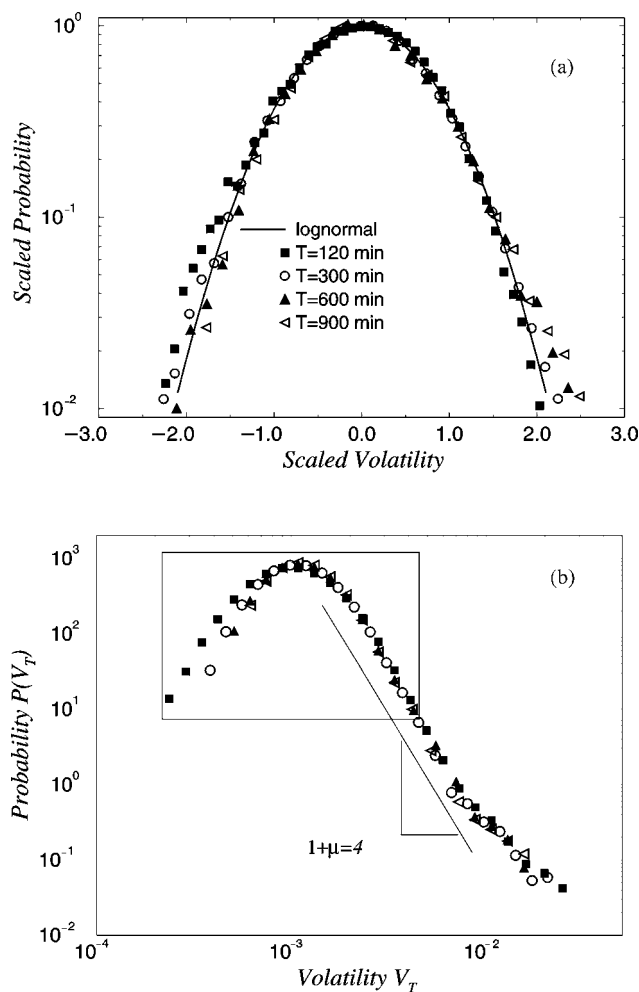 10^0
(a)
Scaled Probability
10^-1
lognormal
T=120 min
T=300 min
T=600 min
T=900 min
10^-2
−3.0 −2.0 −1.0 0.0 1.0 2.0 3.0
Scaled Volatility
10^3
(b)
10^2
Probability P(V_T)
10^1
10^0
1+μ=4
10^-1
10^-2
10^-4 10^-3 10^-2
Volatility V_T